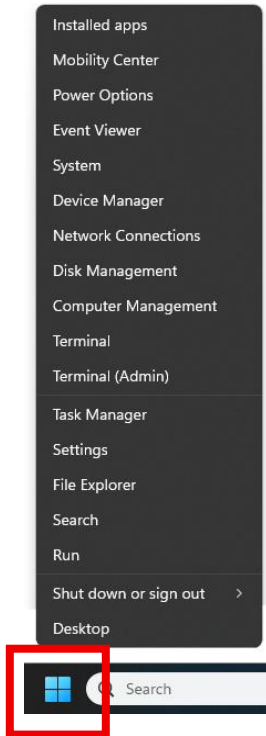 Installed apps
Mobility Center
Power Options
Event Viewer
System
Device Manager
Network Connections
Disk Management
Computer Management
Terminal
Terminal (Admin)
Task Manager
Settings
File Explorer
Search
Run
Shut down or sign out
Desktop
Search